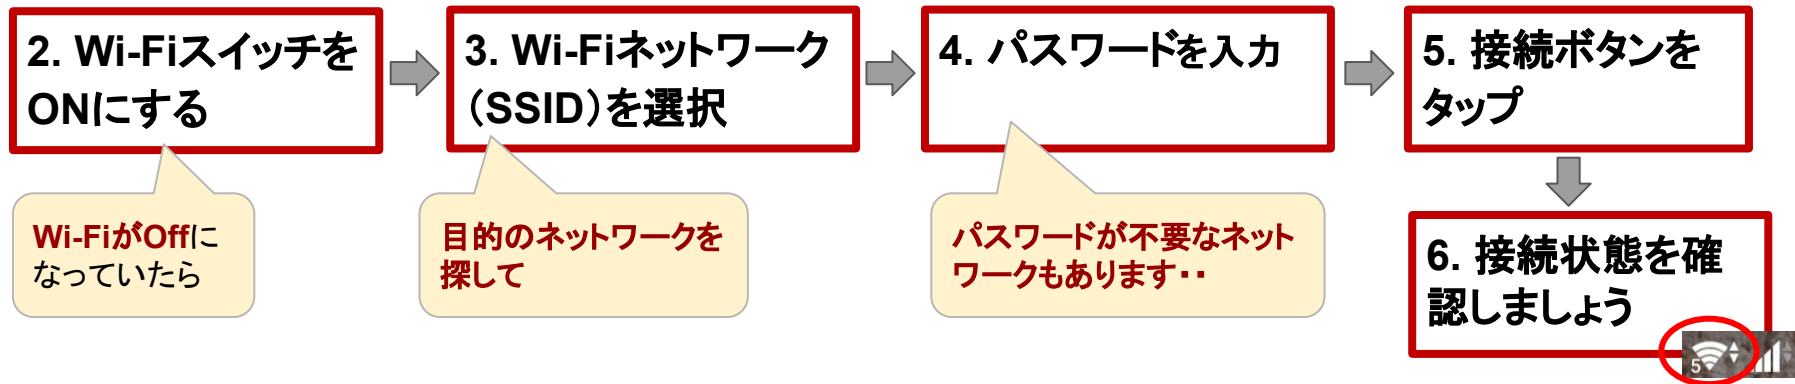 2. Wi-Fiスイッチを
ONにする
3. Wi-Fiネットワーク
（SSID）を選択
4. パスワードを入力
5. 接続ボタンを
タップ
Wi-FiがOffに
なっていたら
目的のネットワークを
探して
パスワードが不要なネット
ワークもあります・・
6. 接続状態を確
認しましょう
5